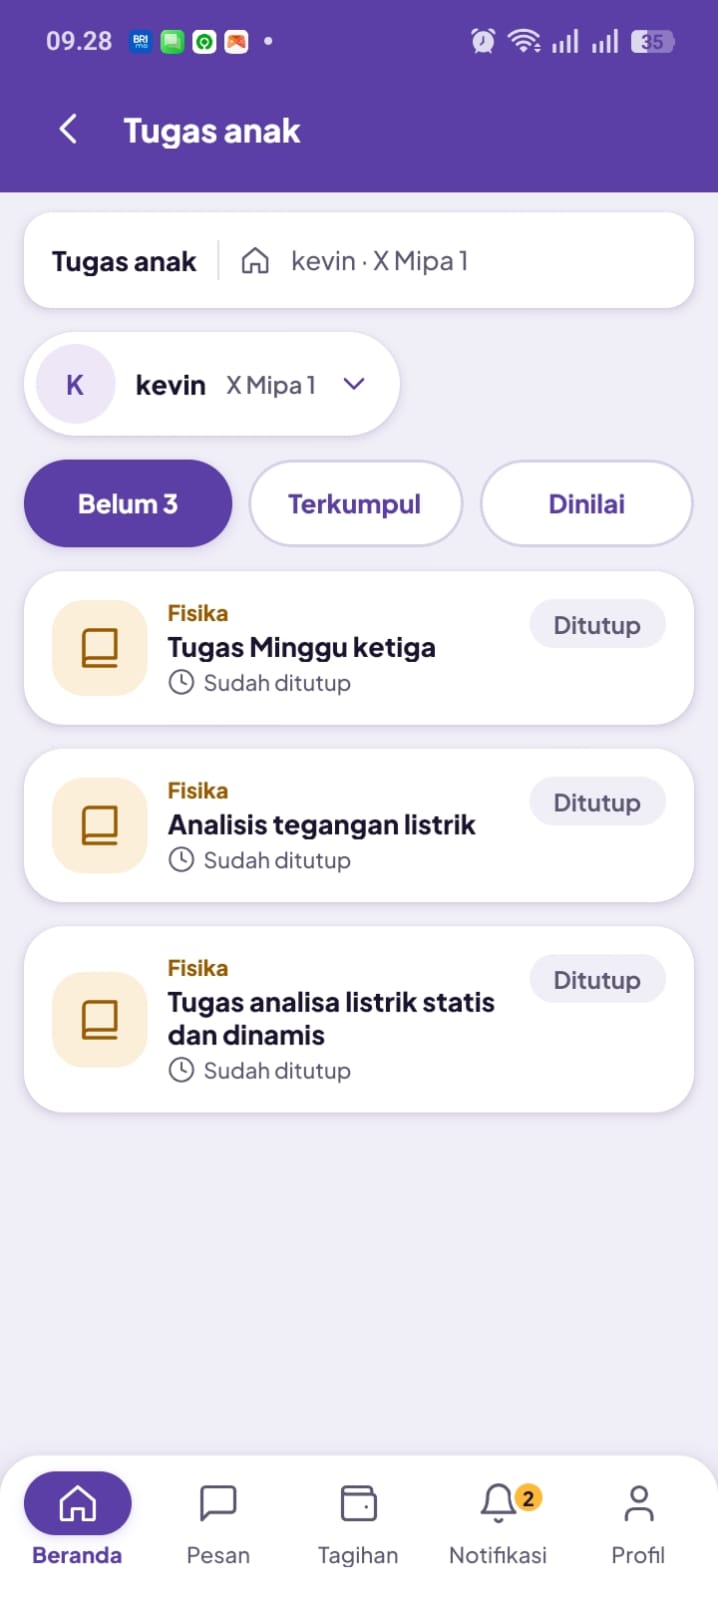 09.28
BRI
mo
35
Tugas anak
Tugas anak
kevin · X Mipa 1
K
kevin X Mipa 1
Belum 3
Terkumpul
Dinilai
Fisika
Ditutup
Tugas Minggu ketiga
Sudah ditutup
Fisika
Ditutup
Analisis tegangan listrik
Sudah ditutup
Fisika
Ditutup
Tugas analisa listrik statis
dan dinamis
Sudah ditutup
2
Beranda
Pesan
Tagihan
Notifikasi
Profil